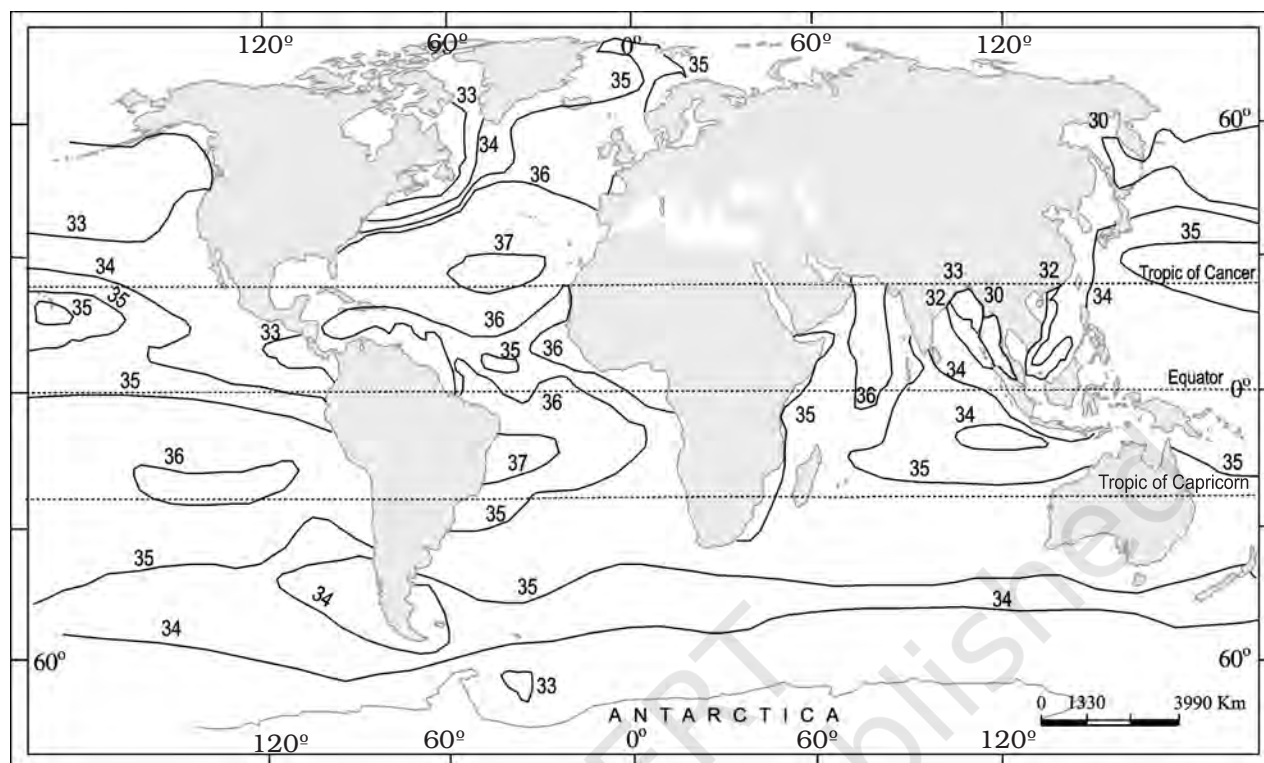 120º 60º 0º 60º 120º
35 35
33
30
60º 60º
34
36
33
35
37
34
33 32 Tropic of Cancer
35 35 32 30 34
36
33
35 36
34
35 Equator
36 36 0º
35 34
36 37 35 35
Tropic of Capricorn
35
35 35
34 34
34
60º 60º
33
ANTARCTICA
0 1330 3990 Km
120º 60º 0º 60º 120º